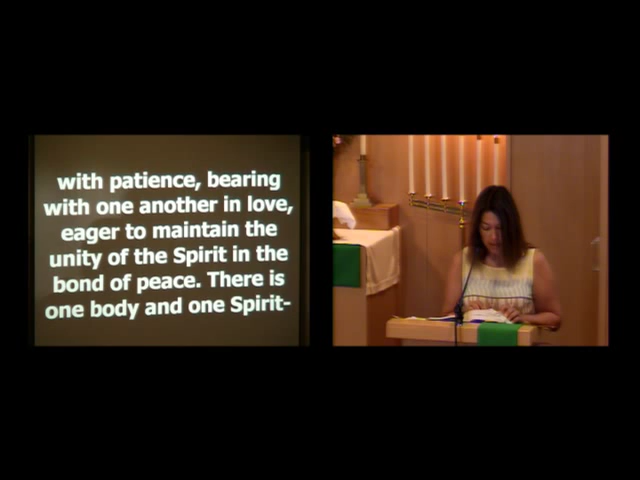 with patience, bearing
with one another in love,
eager to maintain the
unity of the Spirit in the
bond of peace. There is
one body and one Spirit-